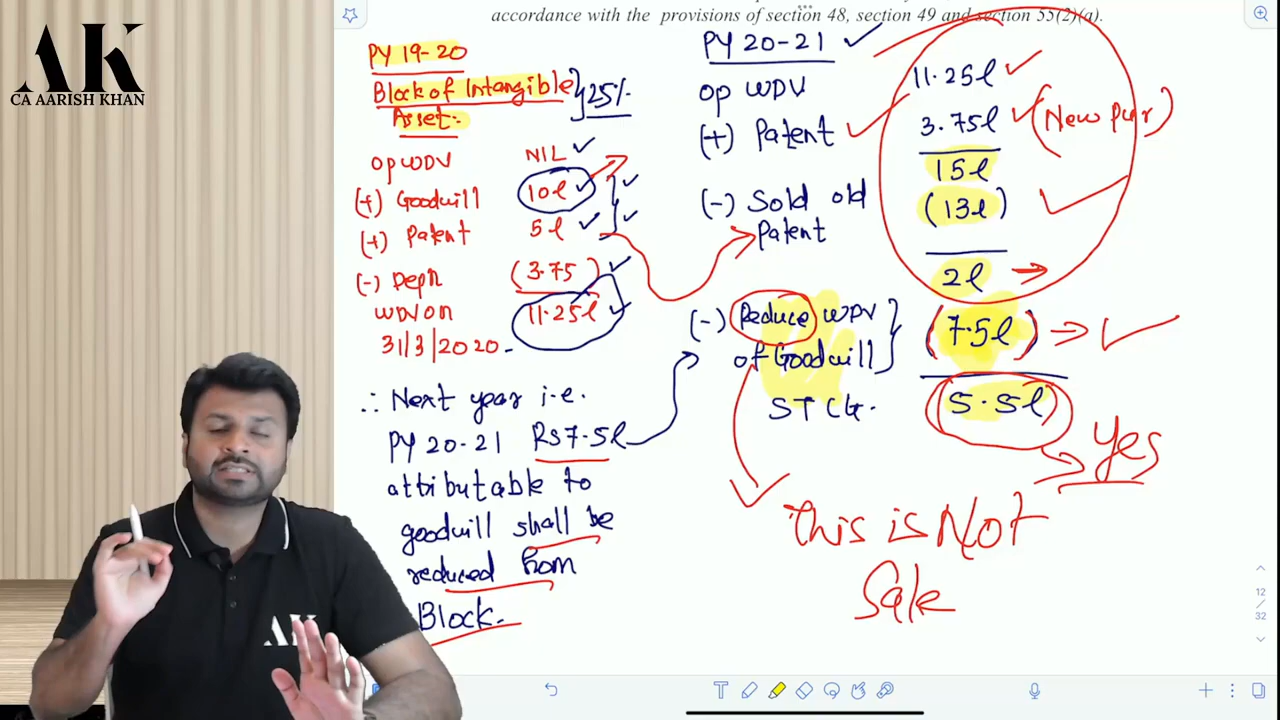 accordance with the provisions of section 48, section 49 and section 55(2)(a).
AK
CA AARISH KHAN
PY 19-20
Block of Intangible
Asset.
25%
op WDV NIL
(+) Goodwill 10l
(+) Patent 5l
(-) Depn (3.75)
WDV on 11.25l
31/3/2020.
∴ Next year i.e.
PY 20-21 Rs 7.5l
attributable to
goodwill shall be
reduced from
Block.
PY 20-21
op WDV 11.25l
(+) Patent 3.75l (New pur)
15l
(-) Sold old (13l)
Patent
2l
(-) Reduce WDV (7.5l)
of Goodwill
STCG. (5.5l)
Yes
this is Not
Sale
AK
12
/
32